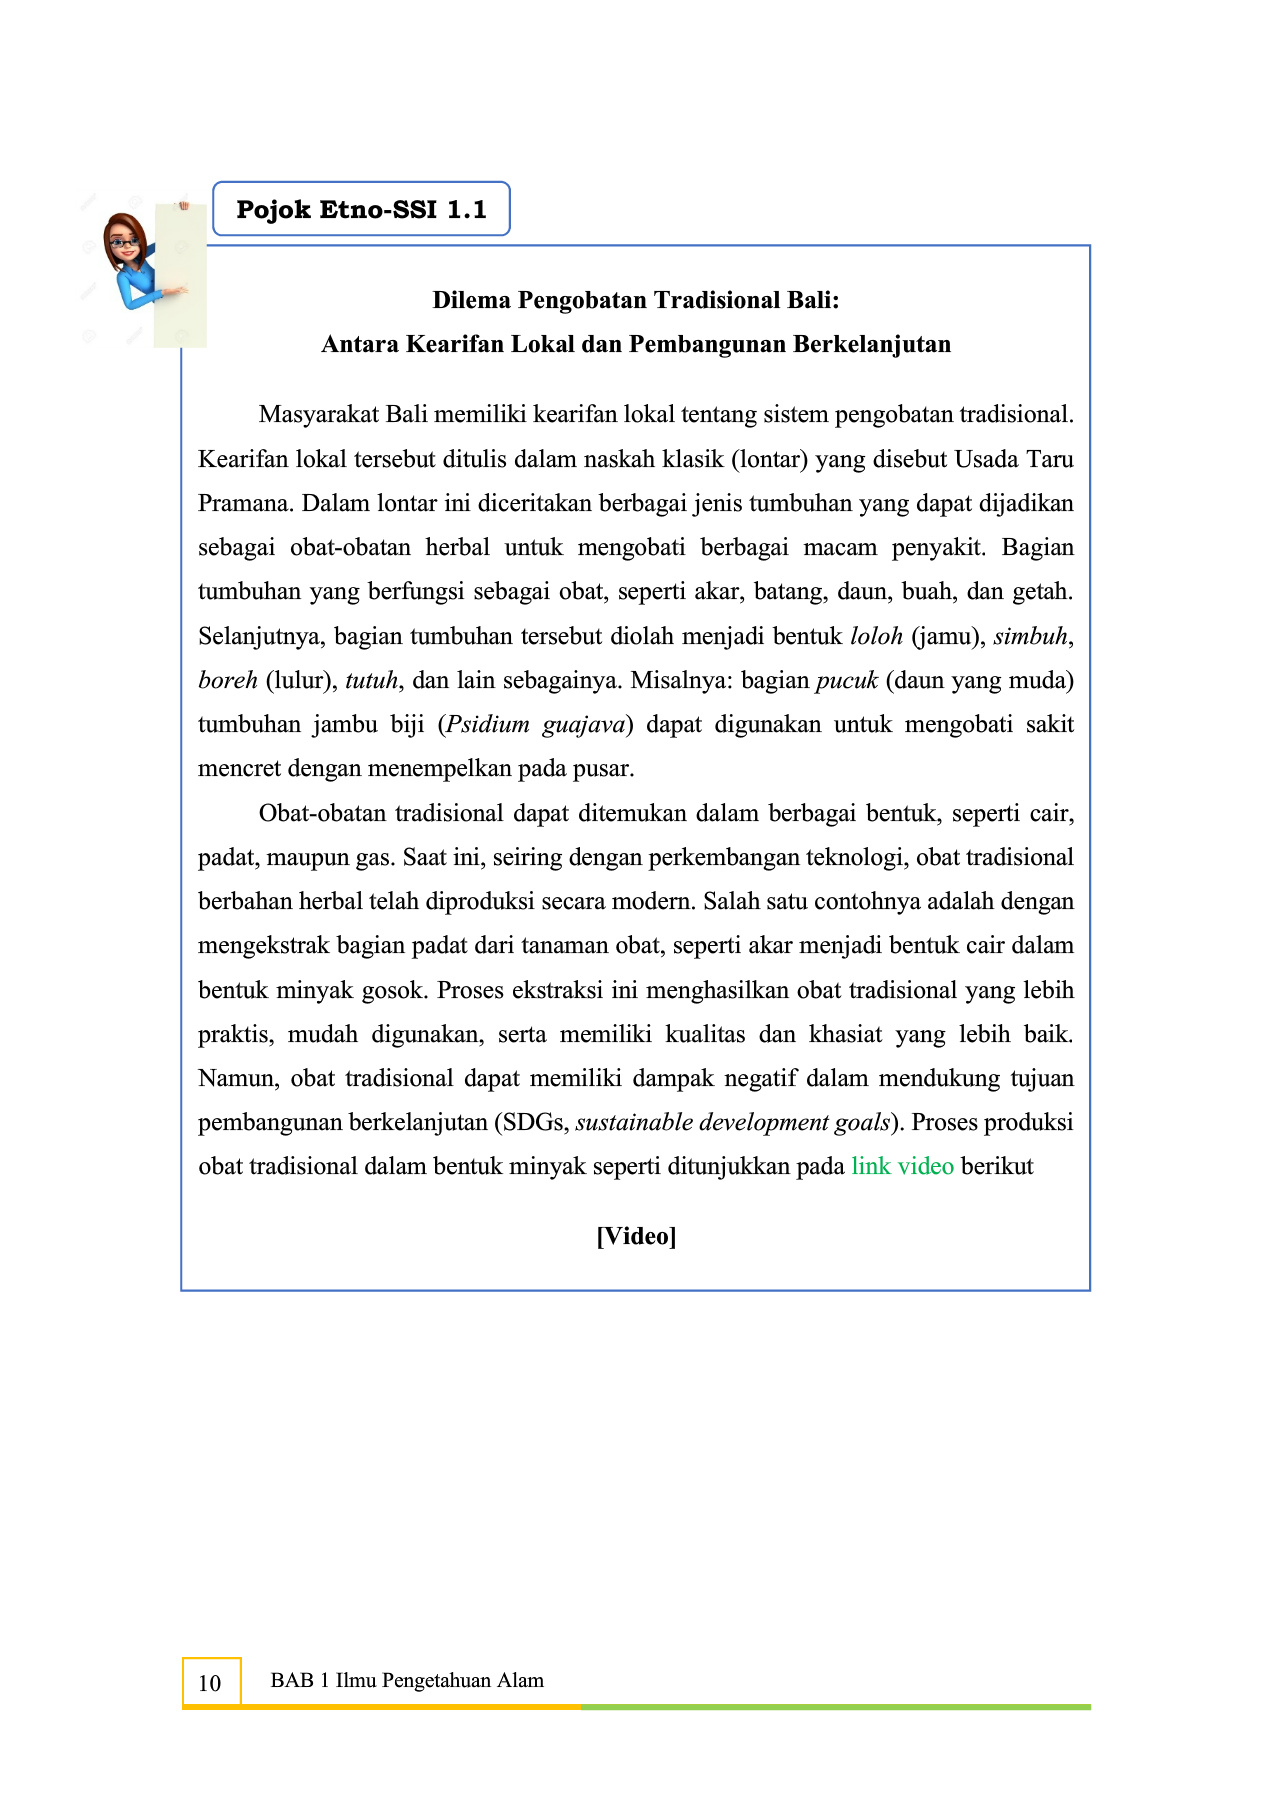 Pojok Etno-SSI 1.1
Dilema Pengobatan Tradisional Bali:
Antara Kearifan Lokal dan Pembangunan Berkelanjutan
Masyarakat Bali memiliki kearifan lokal tentang sistem pengobatan tradisional.
Kearifan lokal tersebut ditulis dalam naskah klasik (lontar) yang disebut Usada Taru
Pramana. Dalam lontar ini diceritakan berbagai jenis tumbuhan yang dapat dijadikan
sebagai obat-obatan herbal untuk mengobati berbagai macam penyakit. Bagian
tumbuhan yang berfungsi sebagai obat, seperti akar, batang, daun, buah, dan getah.
Selanjutnya, bagian tumbuhan tersebut diolah menjadi bentuk loloh (jamu), simbuh,
boreh (lulur), tutuh, dan lain sebagainya. Misalnya: bagian pucuk (daun yang muda)
tumbuhan jambu biji (Psidium guajava) dapat digunakan untuk mengobati sakit
mencret dengan menempelkan pada pusar.
Obat-obatan tradisional dapat ditemukan dalam berbagai bentuk, seperti cair,
padat, maupun gas. Saat ini, seiring dengan perkembangan teknologi, obat tradisional
berbahan herbal telah diproduksi secara modern. Salah satu contohnya adalah dengan
mengekstrak bagian padat dari tanaman obat, seperti akar menjadi bentuk cair dalam
bentuk minyak gosok. Proses ekstraksi ini menghasilkan obat tradisional yang lebih
praktis, mudah digunakan, serta memiliki kualitas dan khasiat yang lebih baik.
Namun, obat tradisional dapat memiliki dampak negatif dalam mendukung tujuan
pembangunan berkelanjutan (SDGs, sustainable development goals). Proses produksi
obat tradisional dalam bentuk minyak seperti ditunjukkan pada link video berikut
[Video]
10
BAB 1 Ilmu Pengetahuan Alam